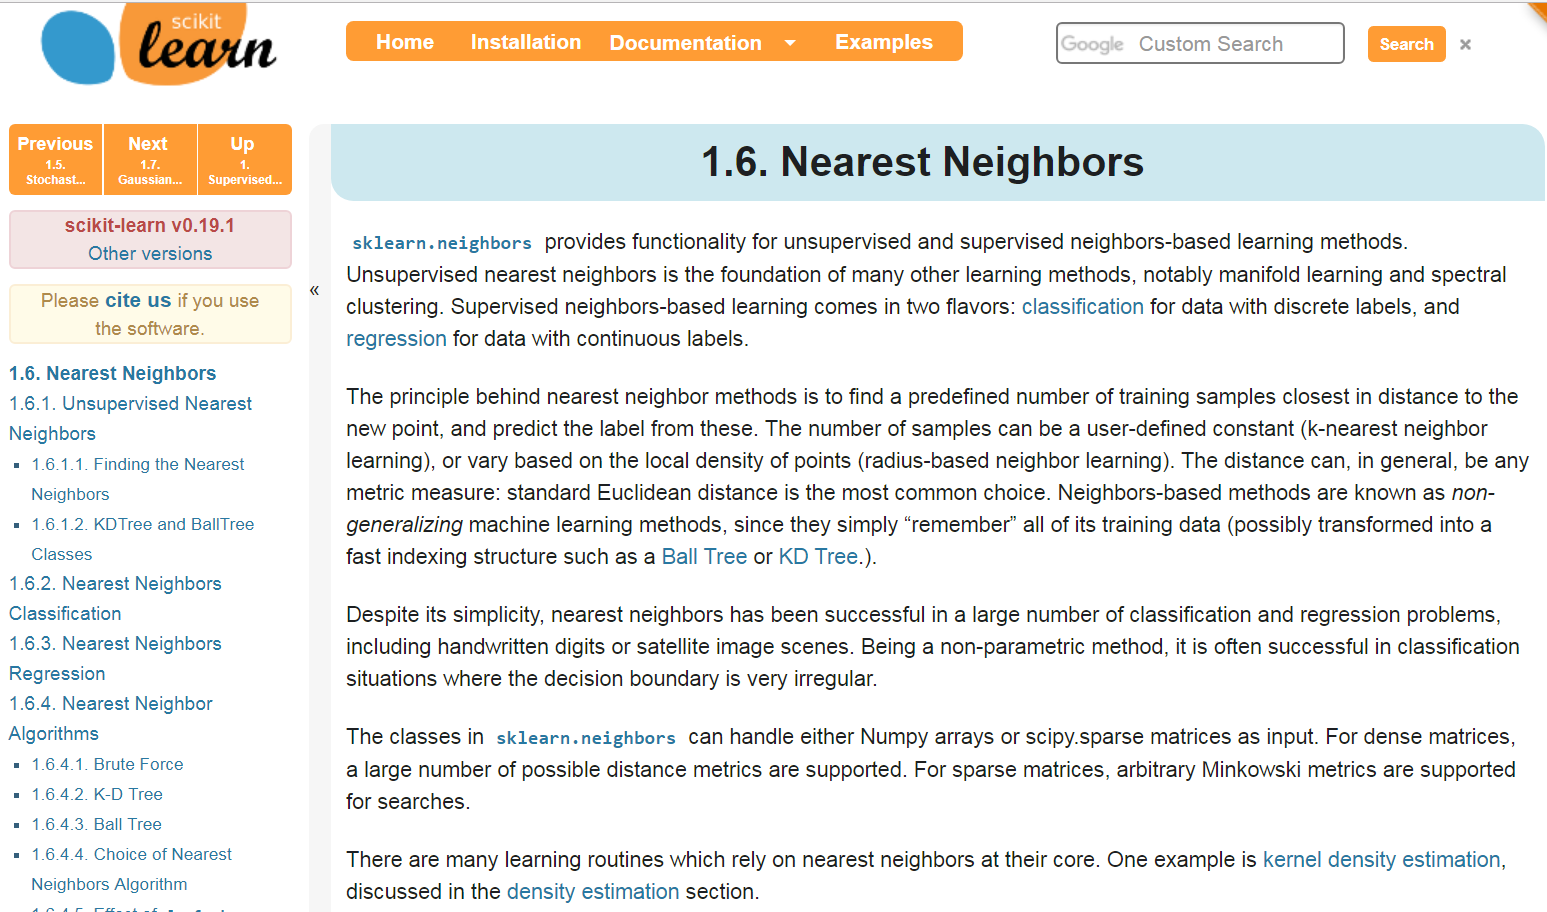 scikit
learn
Home Installation Documentation Examples
Google Custom Search
Search ×
Previous
1.5.
Stochast...
Next
1.7.
Gaussian...
Up
1.
Supervised...
scikit-learn v0.19.1
Other versions
Please cite us if you use
the software.
1.6. Nearest Neighbors
1.6.1. Unsupervised Nearest
Neighbors
▪ 1.6.1.1. Finding the Nearest
Neighbors
▪ 1.6.1.2. KDTree and BallTree
Classes
1.6.2. Nearest Neighbors
Classification
1.6.3. Nearest Neighbors
Regression
1.6.4. Nearest Neighbor
Algorithms
▪ 1.6.4.1. Brute Force
▪ 1.6.4.2. K-D Tree
▪ 1.6.4.3. Ball Tree
▪ 1.6.4.4. Choice of Nearest
Neighbors Algorithm
«
1.6. Nearest Neighbors
sklearn.neighbors provides functionality for unsupervised and supervised neighbors-based learning methods.
Unsupervised nearest neighbors is the foundation of many other learning methods, notably manifold learning and spectral
clustering. Supervised neighbors-based learning comes in two flavors: classification for data with discrete labels, and
regression for data with continuous labels.
The principle behind nearest neighbor methods is to find a predefined number of training samples closest in distance to the
new point, and predict the label from these. The number of samples can be a user-defined constant (k-nearest neighbor
learning), or vary based on the local density of points (radius-based neighbor learning). The distance can, in general, be any
metric measure: standard Euclidean distance is the most common choice. Neighbors-based methods are known as non-
generalizing machine learning methods, since they simply “remember” all of its training data (possibly transformed into a
fast indexing structure such as a Ball Tree or KD Tree.).
Despite its simplicity, nearest neighbors has been successful in a large number of classification and regression problems,
including handwritten digits or satellite image scenes. Being a non-parametric method, it is often successful in classification
situations where the decision boundary is very irregular.
The classes in sklearn.neighbors can handle either Numpy arrays or scipy.sparse matrices as input. For dense matrices,
a large number of possible distance metrics are supported. For sparse matrices, arbitrary Minkowski metrics are supported
for searches.
There are many learning routines which rely on nearest neighbors at their core. One example is kernel density estimation,
discussed in the density estimation section.